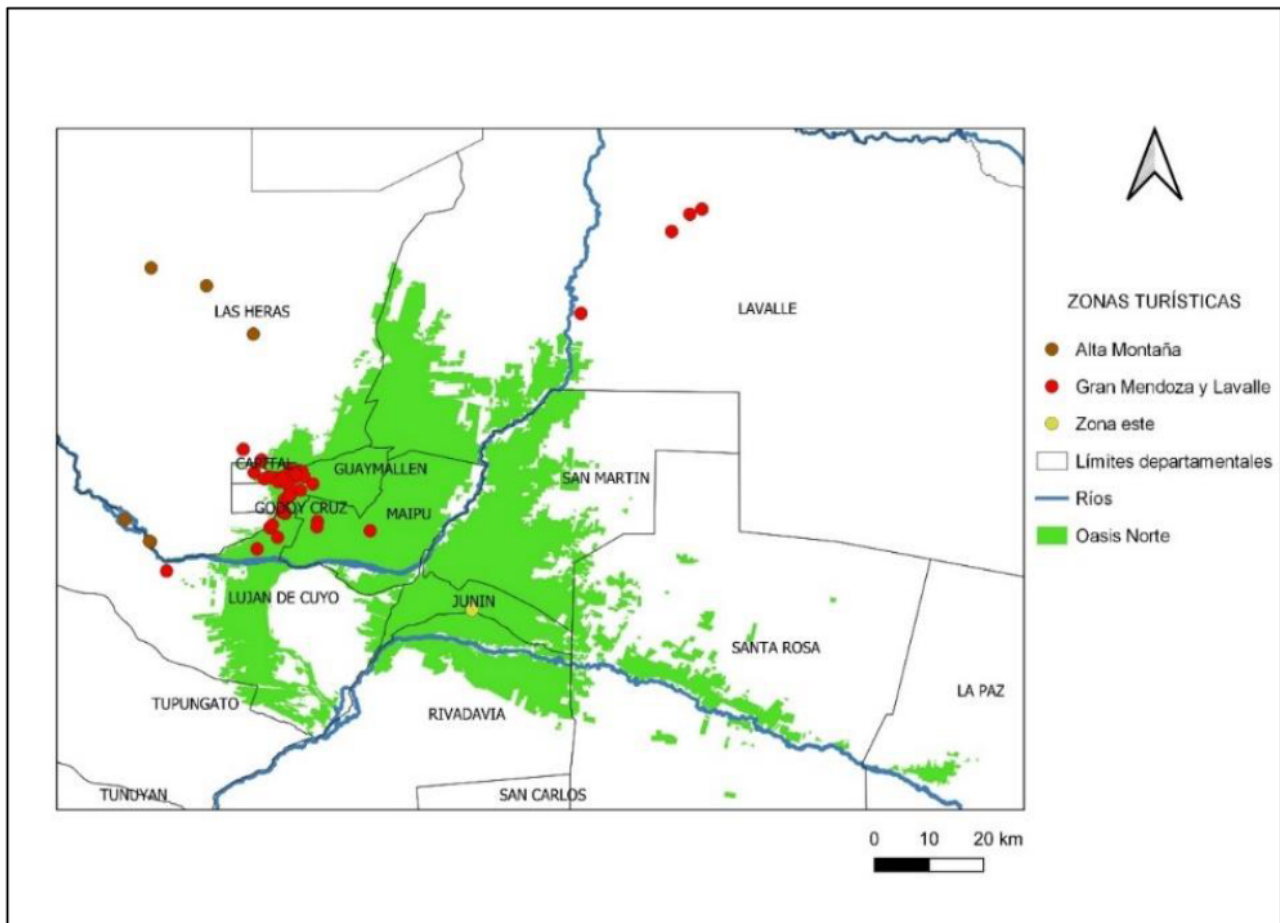 LAS HERAS
LAVALLE
CAPITAL
GUAYMALLEN
SAN MARTIN
GODOY CRUZ
MAIPU
LUJAN DE CUYO
JUNIN
SANTA ROSA
TUPUNGATO
RIVADAVIA
LA PAZ
TUNUYAN
SAN CARLOS
ZONAS TURÍSTICAS
Alta Montaña
Gran Mendoza y Lavalle
Zona este
Límites departamentales
Ríos
Oasis Norte
0 10 20 km